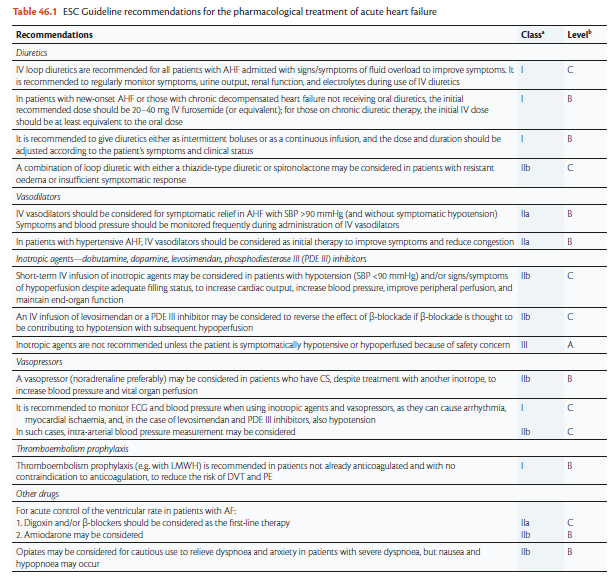 Table 46.1 ESC Guideline recommendations for the pharmacological treatment of acute heart failure
Recommendations Classᵃ Levelᵇ
Diuretics
IV loop diuretics are recommended for all patients with AHF admitted with signs/symptoms of fluid overload to improve symptoms. It I C
is recommended to regularly monitor symptoms, urine output, renal function, and electrolytes during use of IV diuretics
In patients with new-onset AHF or those with chronic decompensated heart failure not receiving oral diuretics, the initial I B
recommended dose should be 20–40 mg IV furosemide (or equivalent); for those on chronic diuretic therapy, the initial IV dose
should be at least equivalent to the oral dose
It is recommended to give diuretics either as intermittent boluses or as a continuous infusion, and the dose and duration should be I B
adjusted according to the patient's symptoms and clinical status
A combination of loop diuretic with either a thiazide-type diuretic or spironolactone may be considered in patients with resistant IIb C
oedema or insufficient symptomatic response
Vasodilators
IV vasodilators should be considered for symptomatic relief in AHF with SBP >90 mmHg (and without symptomatic hypotension) IIa B
Symptoms and blood pressure should be monitored frequently during administration of IV vasodilators
In patients with hypertensive AHF, IV vasodilators should be considered as initial therapy to improve symptoms and reduce congestion IIa B
Inotropic agents—dobutamine, dopamine, levosimendan, phosphodiesterase III (PDE III) inhibitors
Short-term IV infusion of inotropic agents may be considered in patients with hypotension (SBP <90 mmHg) and/or signs/symptoms IIb C
of hypoperfusion despite adequate filling status, to increase cardiac output, increase blood pressure, improve peripheral perfusion, and
maintain end-organ function
An IV infusion of levosimendan or a PDE III inhibitor may be considered to reverse the effect of β-blockade if β-blockade is thought to IIb C
be contributing to hypotension with subsequent hypoperfusion
Inotropic agents are not recommended unless the patient is symptomatically hypotensive or hypoperfused because of safety concern III A
Vasopressors
A vasopressor (noradrenaline preferably) may be considered in patients who have CS, despite treatment with another inotrope, to IIb B
increase blood pressure and vital organ perfusion
It is recommended to monitor ECG and blood pressure when using inotropic agents and vasopressors, as they can cause arrhythmia, I C
myocardial ischaemia, and, in the case of levosimendan and PDE III inhibitors, also hypotension
In such cases, intra-arterial blood pressure measurement may be considered IIb C
Thromboembolism prophylaxis
Thromboembolism prophylaxis (e.g. with LMWH) is recommended in patients not already anticoagulated and with no I B
contraindication to anticoagulation, to reduce the risk of DVT and PE
Other drugs
For acute control of the ventricular rate in patients with AF:
1. Digoxin and/or β-blockers should be considered as the first-line therapy IIa C
2. Amiodarone may be considered IIb B
Opiates may be considered for cautious use to relieve dyspnoea and anxiety in patients with severe dyspnoea, but nausea and IIb B
hypopnoea may occur